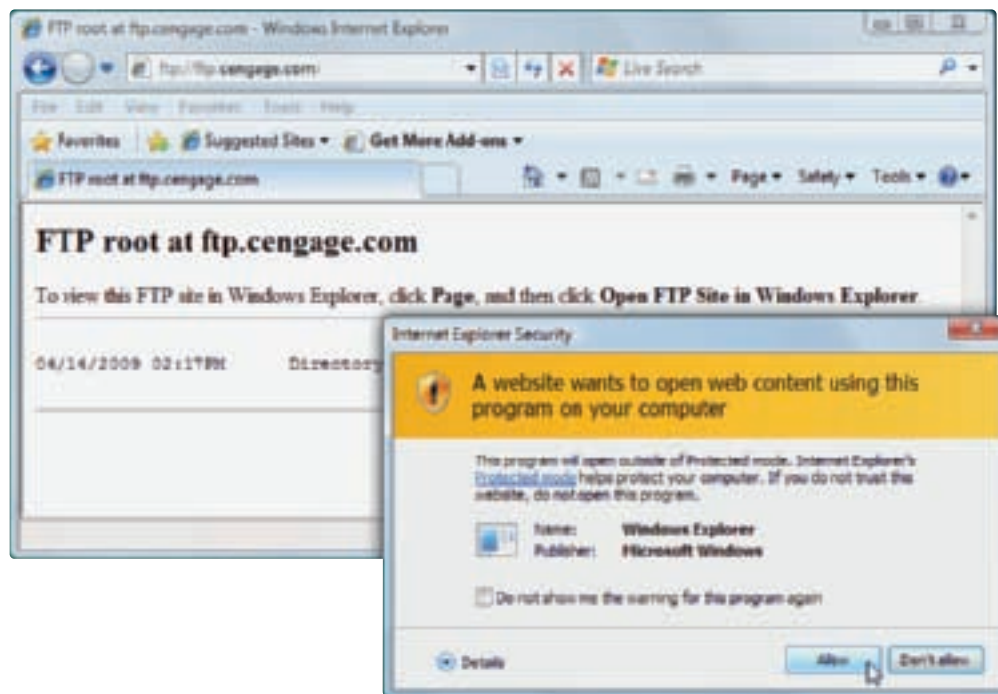 FTP root at ftp.cengage.com - Windows Internet Explorer
ftp://ftp.cengage.com
Live Search
File Edit View Favorites Tools Help
Favorites Suggested Sites Get More Add-ons
FTP root at ftp.cengage.com
Page Safety Tools
FTP root at ftp.cengage.com
To view this FTP site in Windows Explorer, click Page, and then click Open FTP Site in Windows Explorer.
04/14/2009 02:17PM Directory
Internet Explorer Security
A website wants to open web content using this
program on your computer
This program will open outside of Protected mode. Internet Explorer's
Protected mode helps protect your computer. If you do not trust this
website, do not open this program.
Name: Windows Explorer
Publisher: Microsoft Windows
Do not show me the warning for this program again
Details
Allow
Don't allow